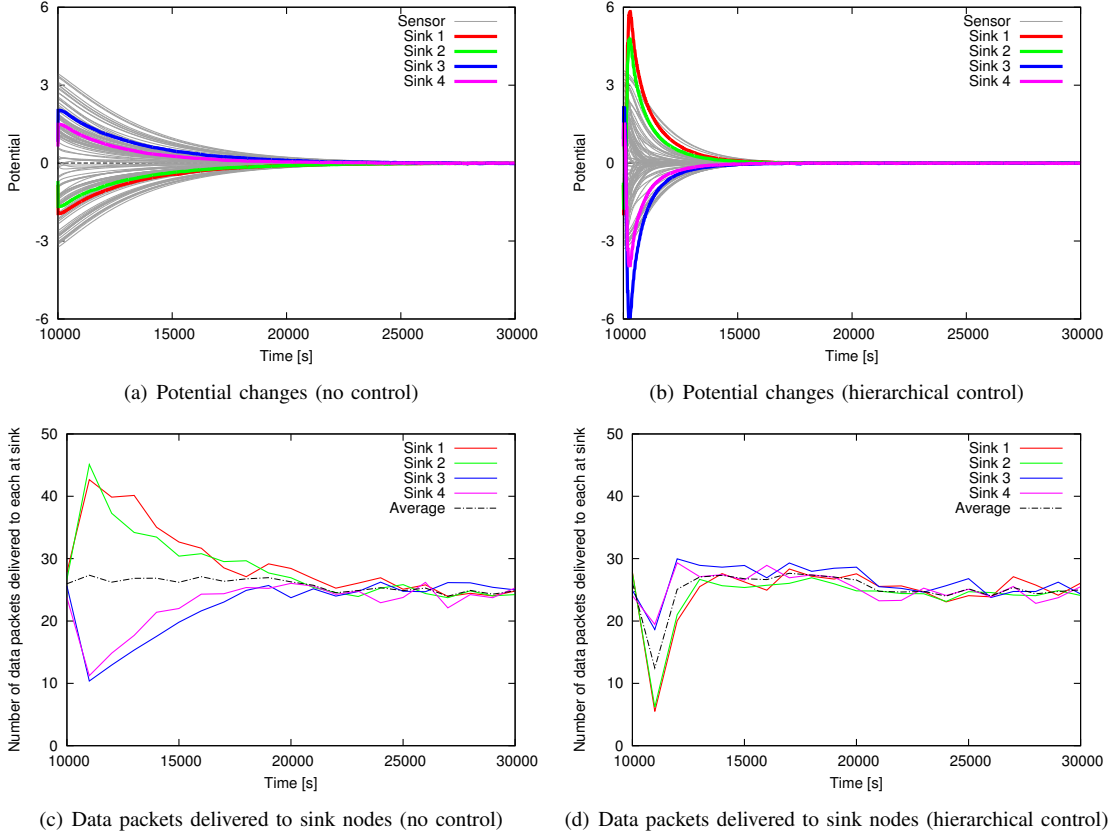 6
3
0
-3
-6
Potential
10000 15000 20000 25000 30000
Time [s]
Sensor
Sink 1
Sink 2
Sink 3
Sink 4
(a) Potential changes (no control)
6
3
0
-3
-6
Potential
10000 15000 20000 25000 30000
Time [s]
Sensor
Sink 1
Sink 2
Sink 3
Sink 4
(b) Potential changes (hierarchical control)
50
40
30
20
10
0
Number of data packets delivered to each at sink
10000 15000 20000 25000 30000
Time [s]
Sink 1
Sink 2
Sink 3
Sink 4
Average
(c) Data packets delivered to sink nodes (no control)
50
40
30
20
10
0
Number of data packets delivered to each at sink
10000 15000 20000 25000 30000
Time [s]
Sink 1
Sink 2
Sink 3
Sink 4
Average
(d) Data packets delivered to sink nodes (hierarchical control)